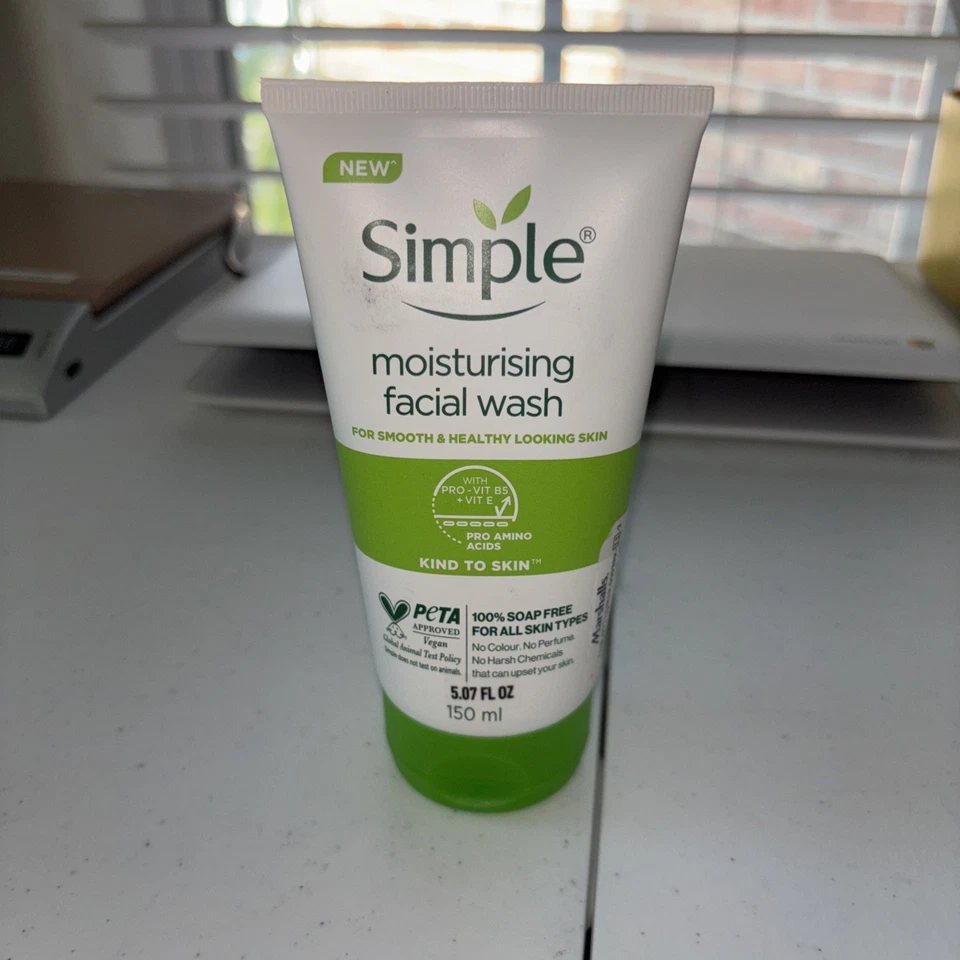 NEW^
Simple®
moisturising
facial wash
FOR SMOOTH & HEALTHY LOOKING SKIN
WITH
PRO-VIT B5
+ VIT E
PRO AMINO
ACIDS
KIND TO SKIN™
PETA
APPROVED
Vegan
Global Animal Test Policy
100% SOAP FREE
FOR ALL SKIN TYPES
No Colour. No Perfume.
No Harsh Chemicals
that can upset your skin.
5.07 FL OZ
150 ml
Marshalls